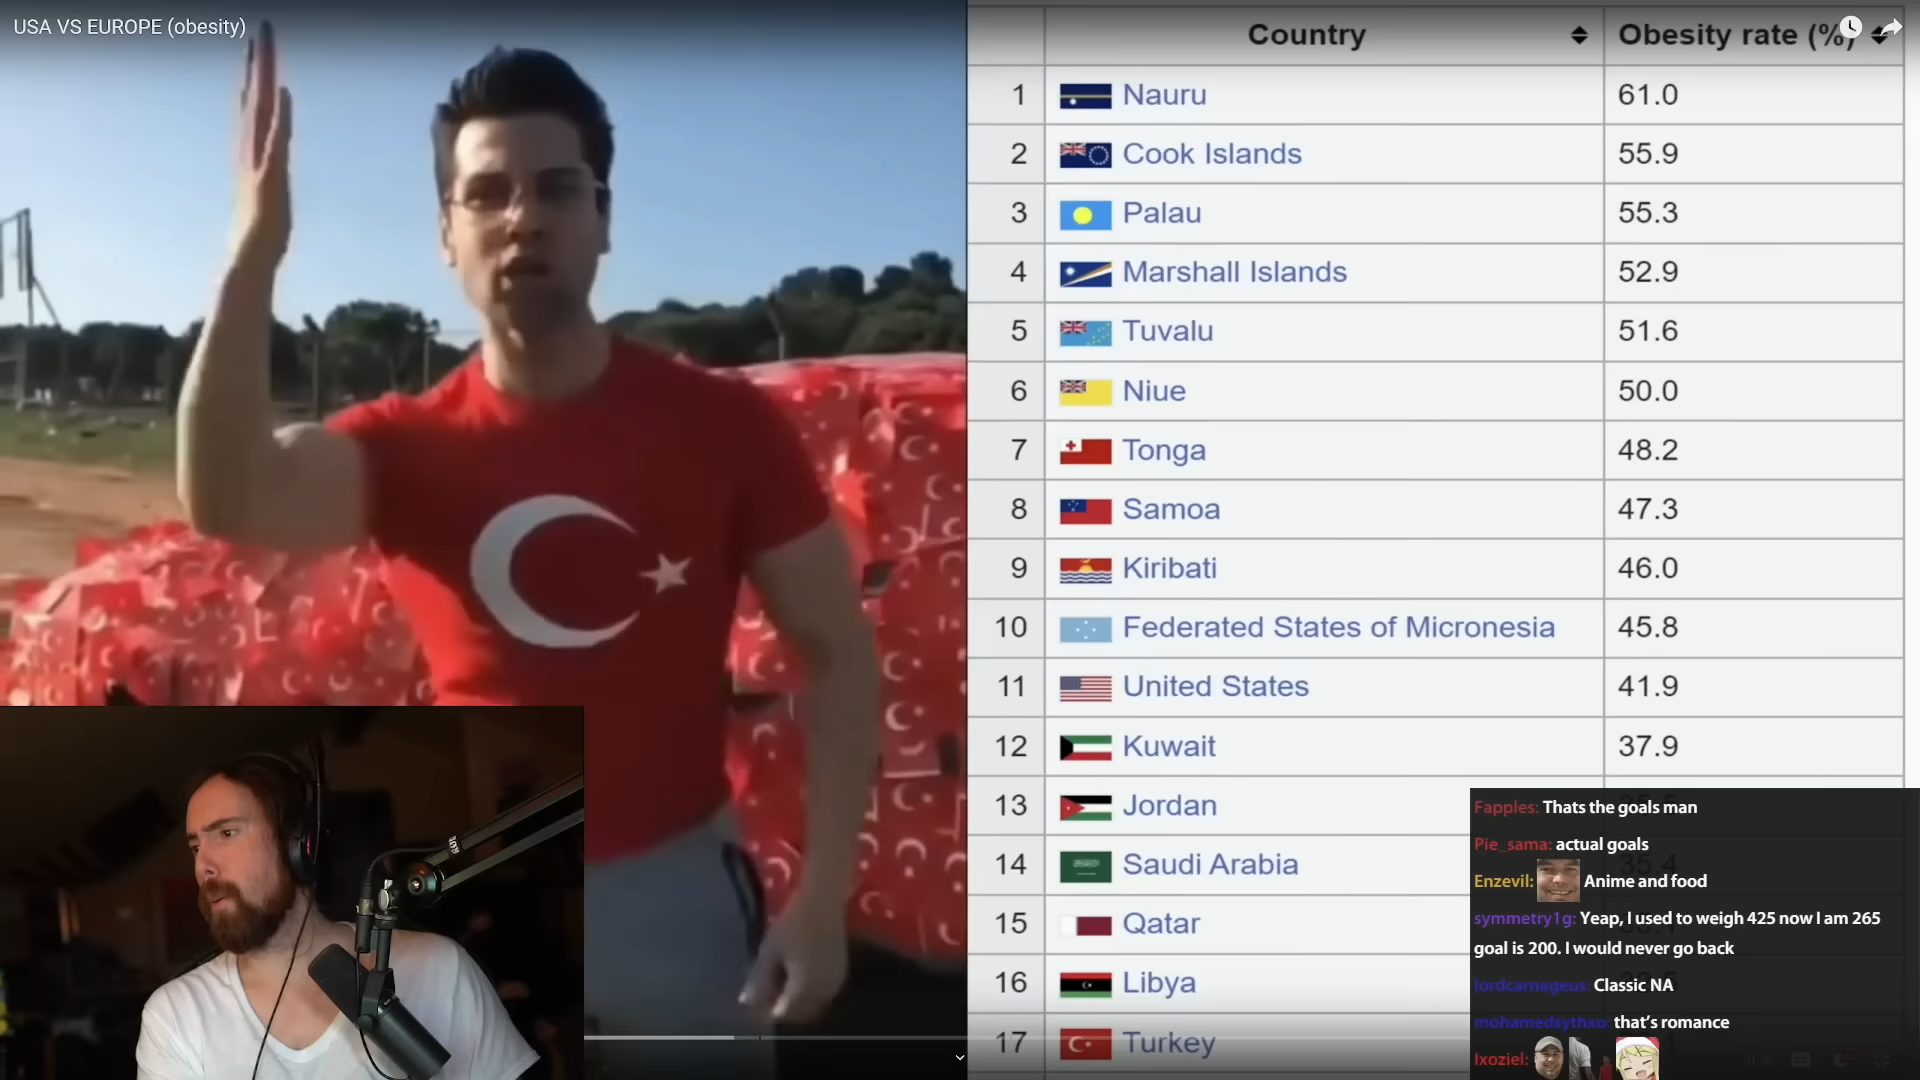 USA VS EUROPE (obesity)
Country Obesity rate (%)
1 Nauru 61.0
2 Cook Islands 55.9
3 Palau 55.3
4 Marshall Islands 52.9
5 Tuvalu 51.6
6 Niue 50.0
7 Tonga 48.2
8 Samoa 47.3
9 Kiribati 46.0
10 Federated States of Micronesia 45.8
11 United States 41.9
12 Kuwait 37.9
13 Jordan
14 Saudi Arabia 35.4
15 Qatar
16 Libya
17 Turkey
Fapples: Thats the goals man
Pie_sama: actual goals
Enzevil: Anime and food
symmetry1g: Yeap, I used to weigh 425 now I am 265
goal is 200. I would never go back
lordcarnageus: Classic NA
mohamedsythxo: that's romance
lxoziel: